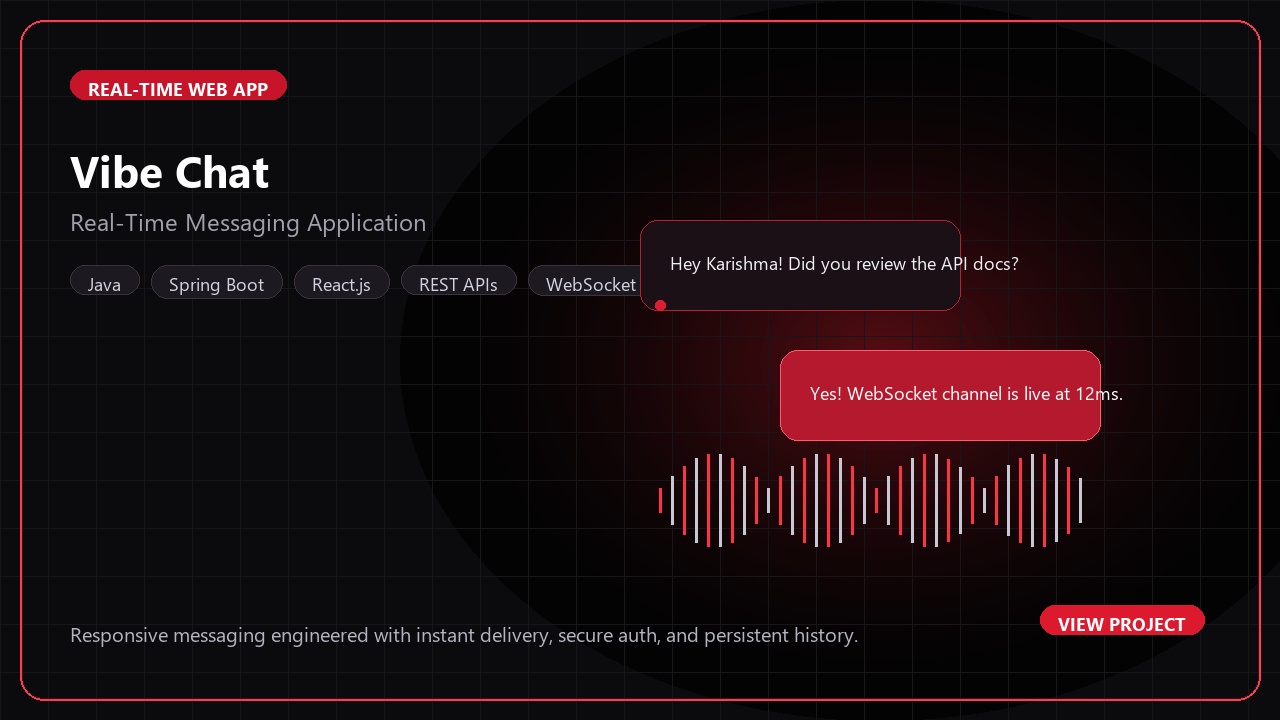 REAL-TIME WEB APP
Vibe Chat
Real-Time Messaging Application
Java
Spring Boot
React.js
REST APIs
WebSocket
Hey Karishma! Did you review the API docs?
Yes! WebSocket channel is live at 12ms.
Responsive messaging engineered with instant delivery, secure auth, and persistent history.
VIEW PROJECT